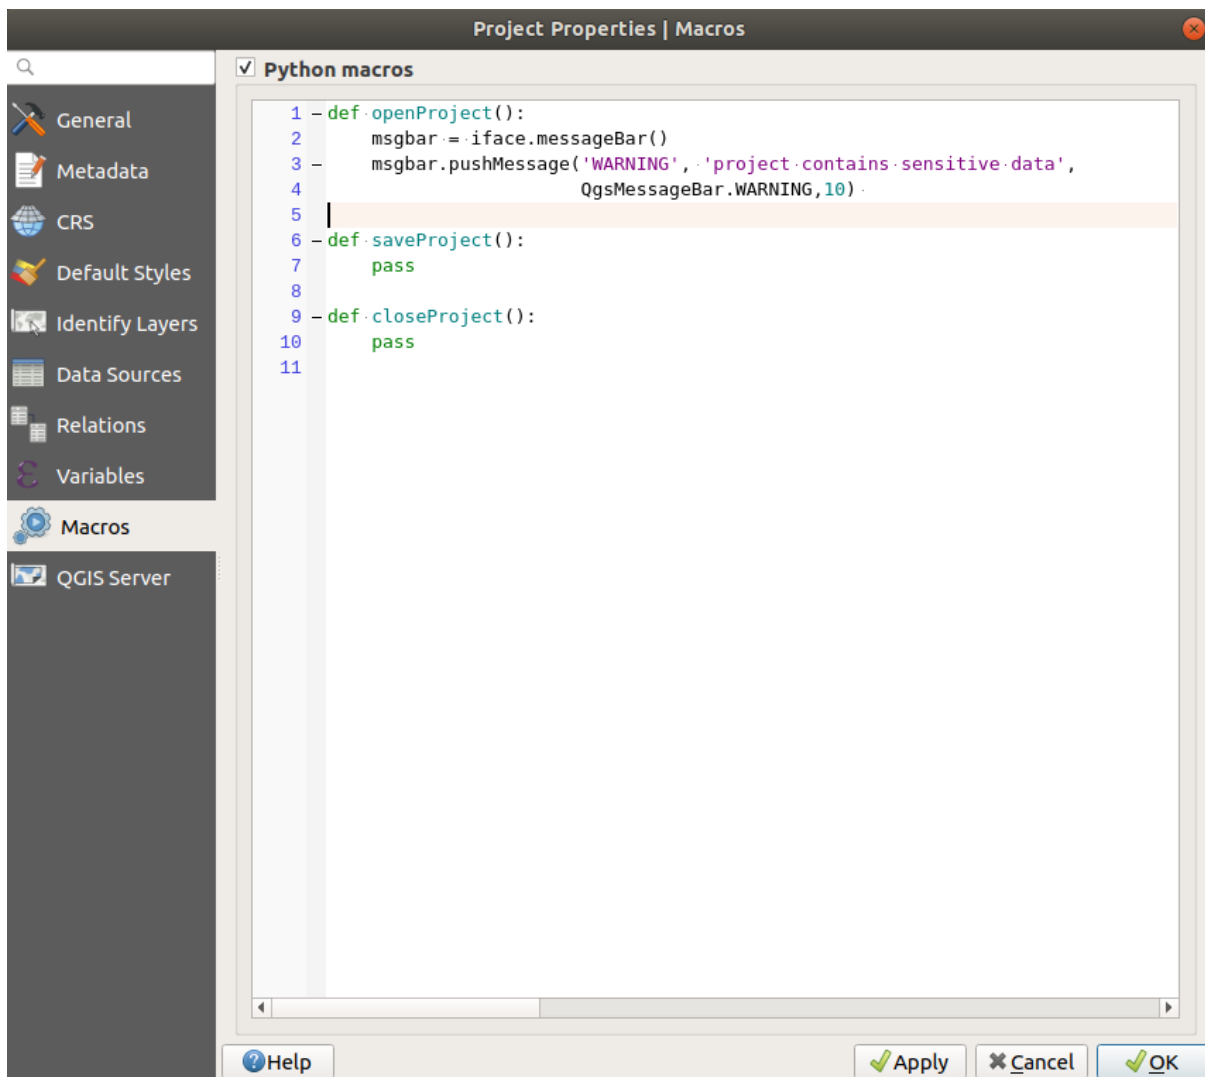 Project Properties | Macros
General
Metadata
CRS
Default Styles
Identify Layers
Data Sources
Relations
Variables
Macros
QGIS Server
Python macros
1 def openProject():
2     msgbar = iface.messageBar()
3     msgbar.pushMessage('WARNING', 'project contains sensitive data',
4                        QgsMessageBar.WARNING,10)
5
6 def saveProject():
7     pass
8
9 def closeProject():
10     pass
11
Help
Apply
Cancel
OK